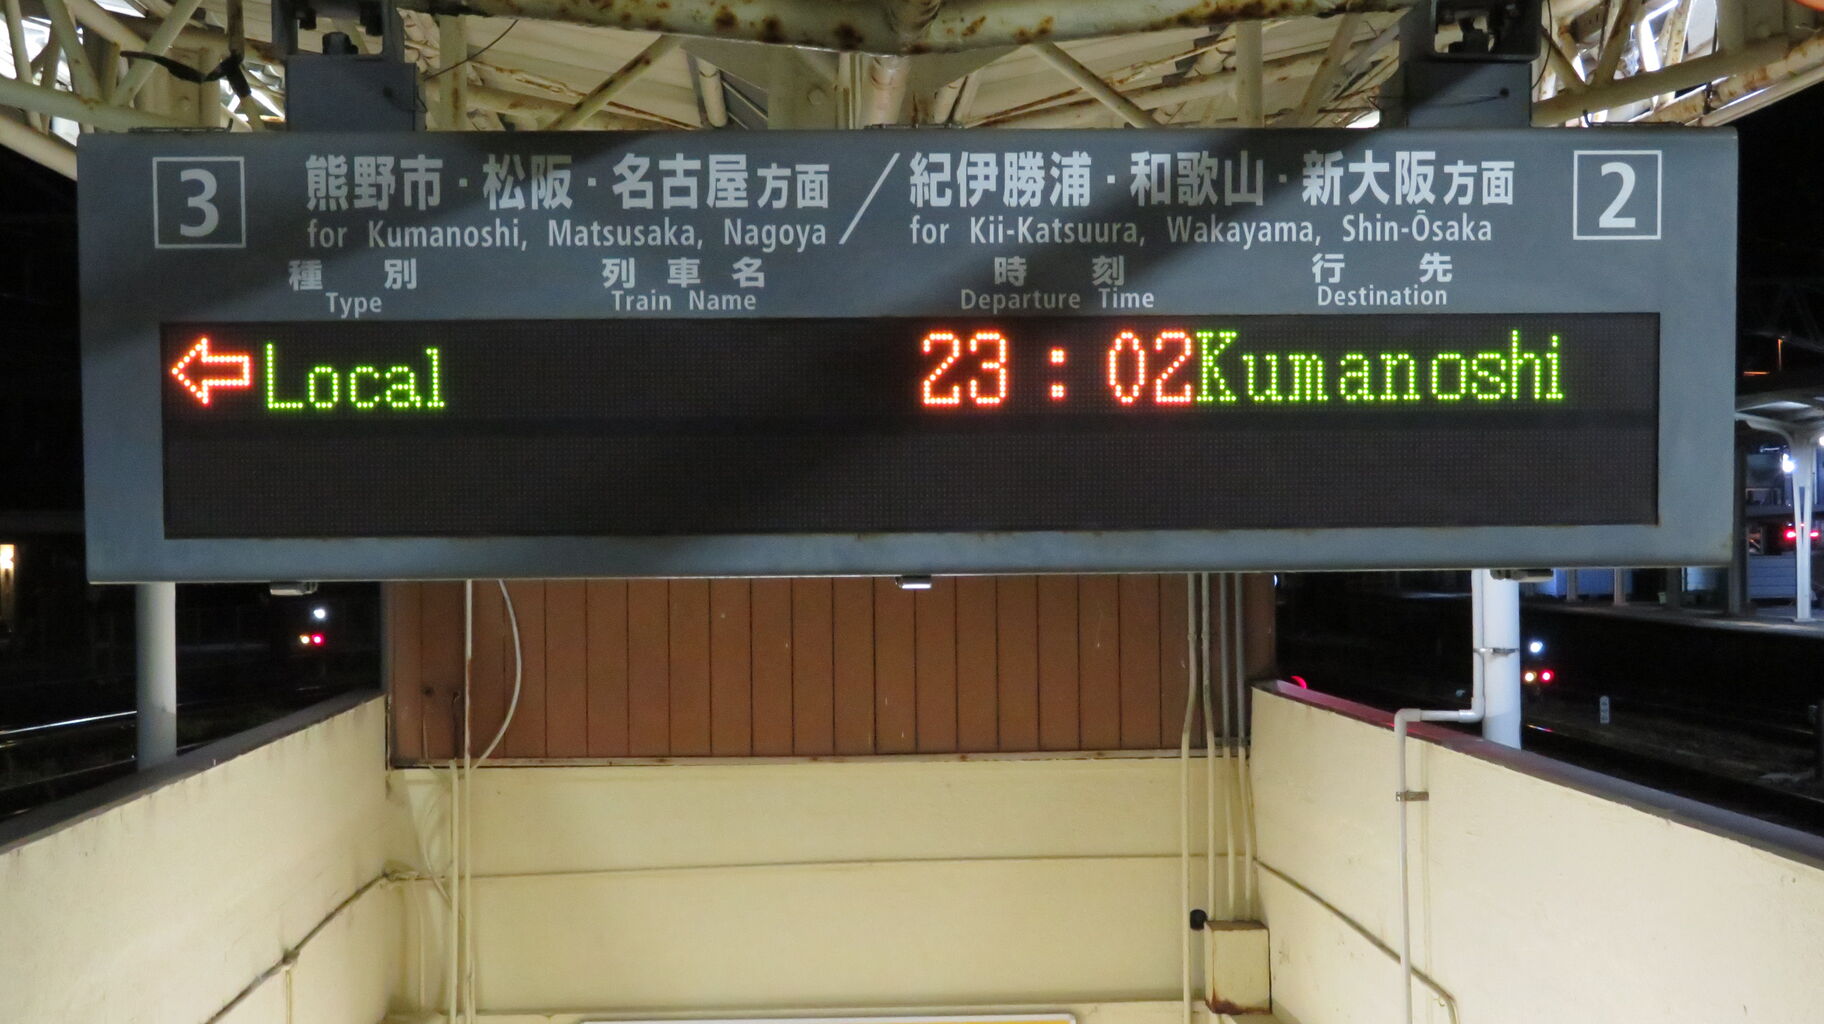 3 熊野市・松阪・名古屋方面／紀伊勝浦・和歌山・新大阪方面 2
for Kumanoshi, Matsusaka, Nagoya for Kii-Katsuura, Wakayama, Shin-Ōsaka
種別 列車名 時刻 行先
Type Train Name Departure Time Destination
←Local 23：02Kumanoshi